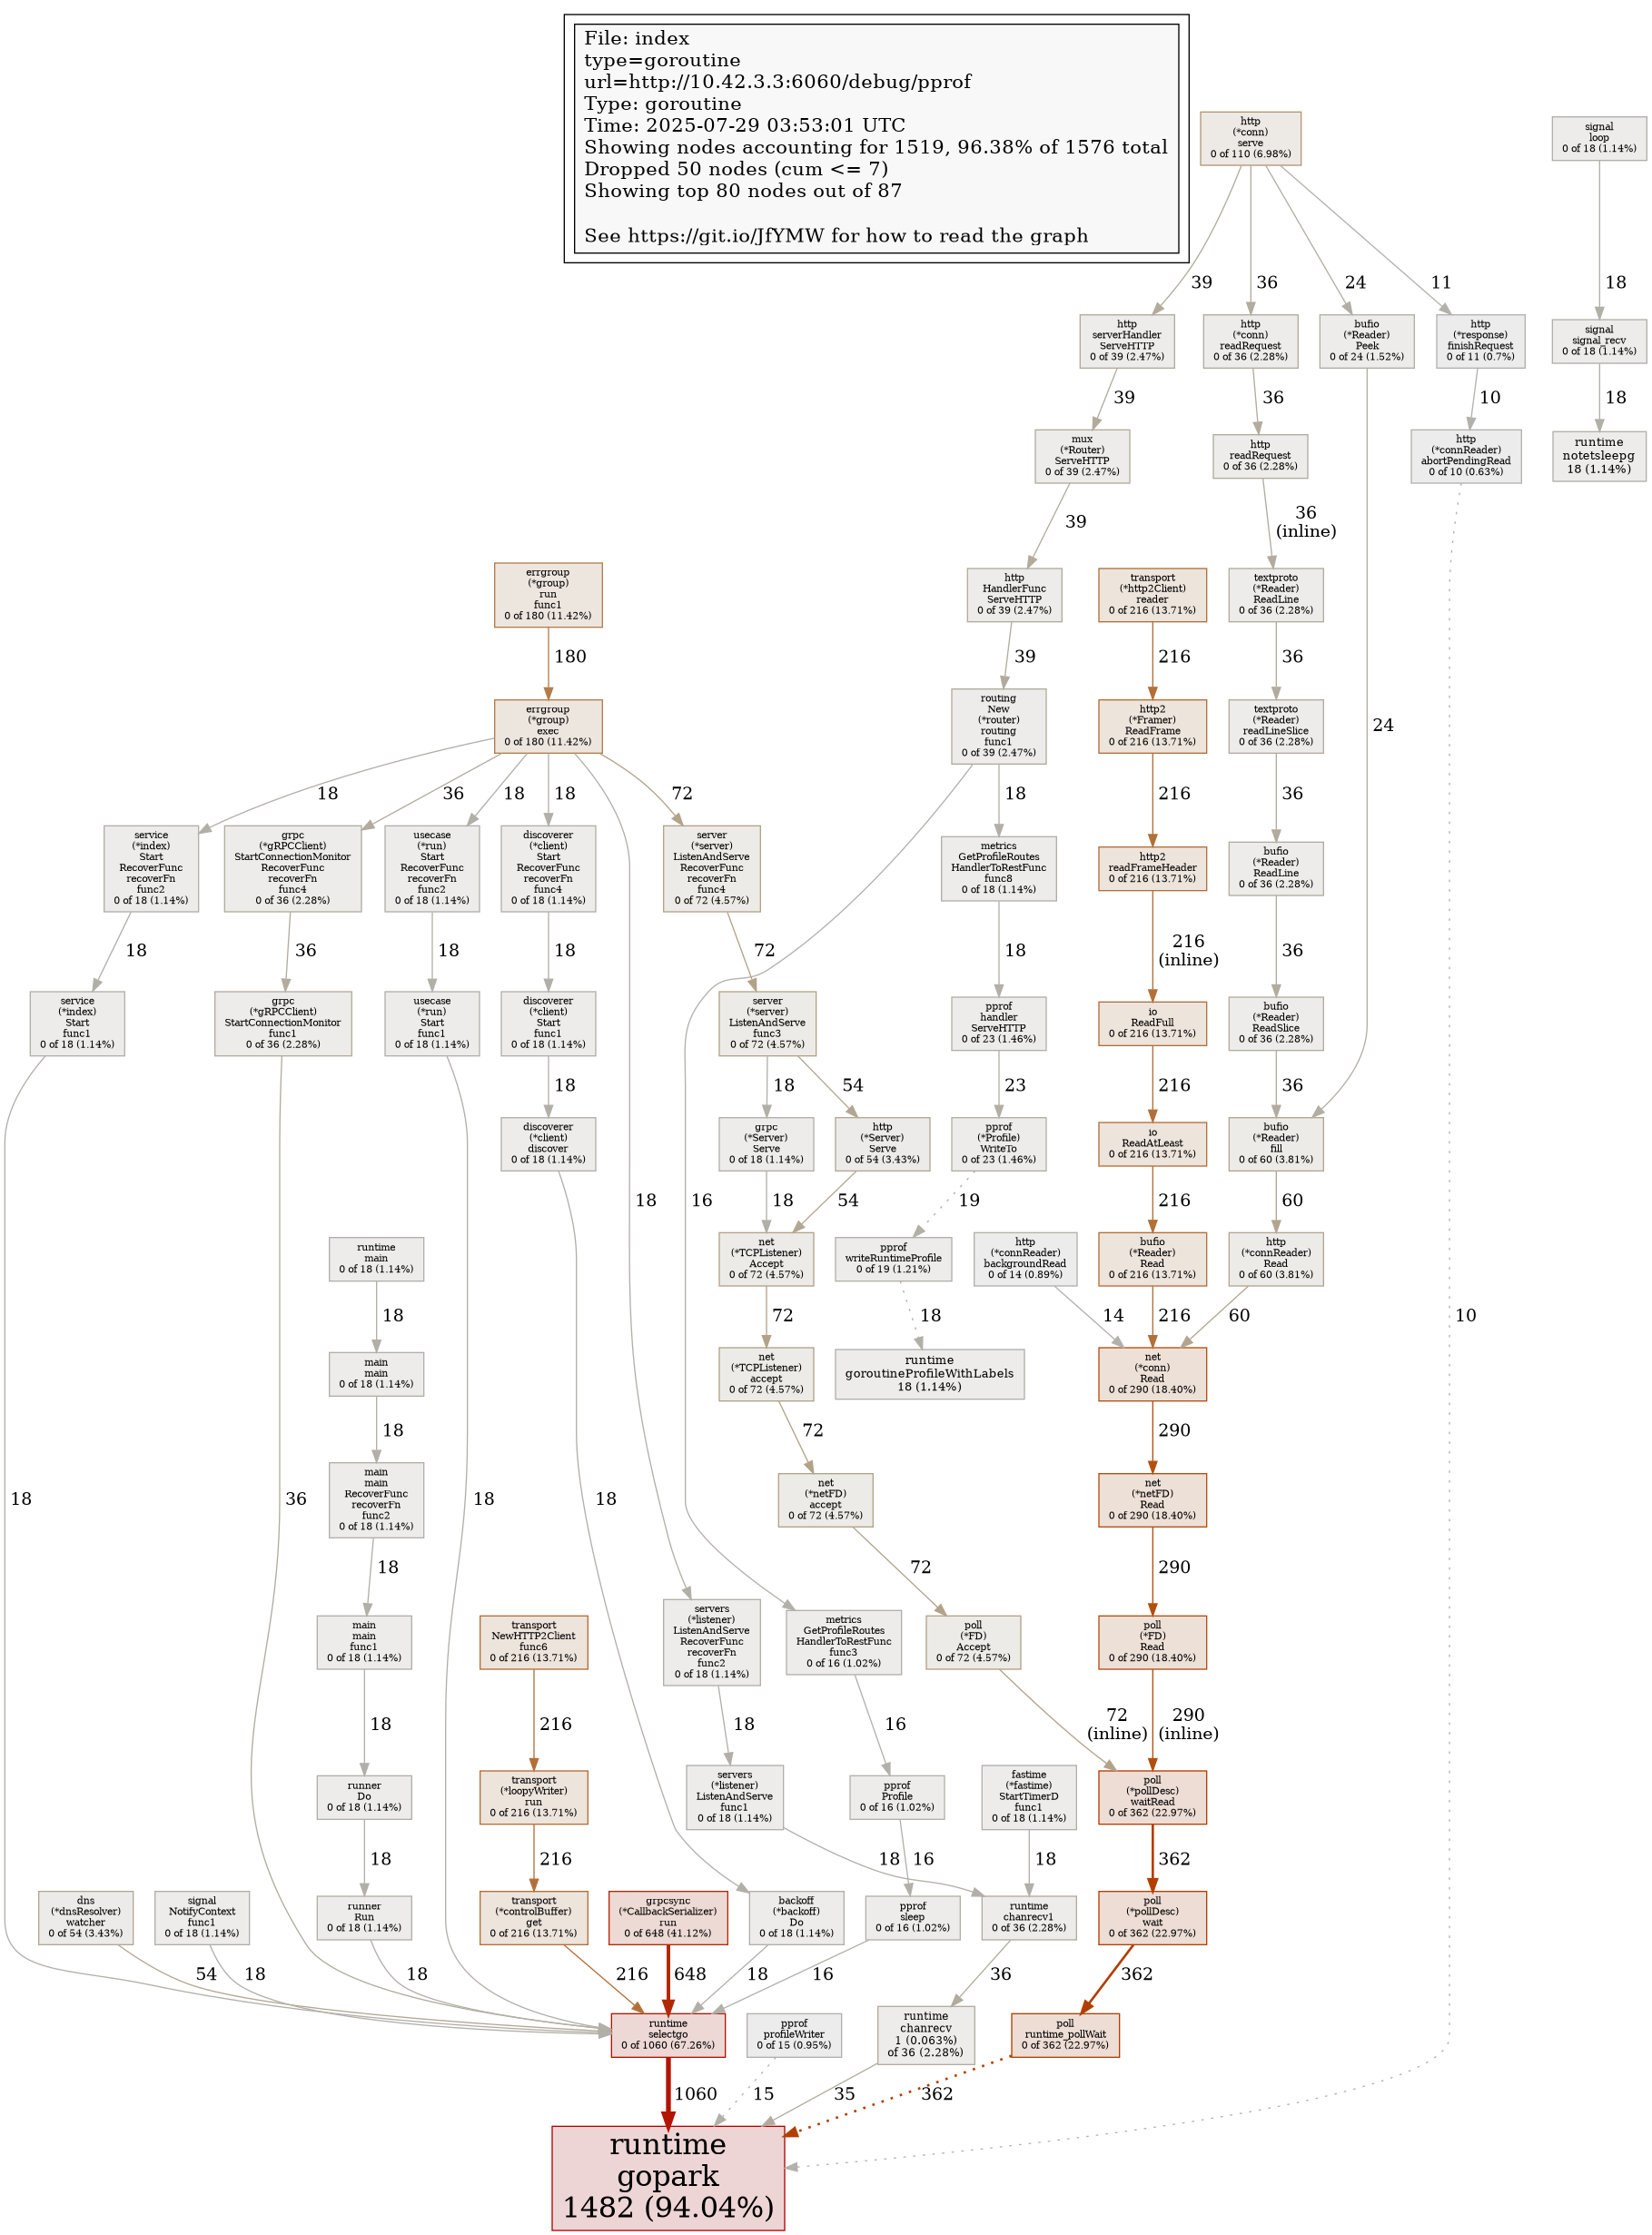 File: index
type=goroutine
url=http://10.42.3.3:6060/debug/pprof
Type: goroutine
Time: 2025-07-29 03:53:01 UTC
Showing nodes accounting for 1519, 96.38% of 1576 total
Dropped 50 nodes (cum <= 7)
Showing top 80 nodes out of 87
See https://git.io/JfYMW for how to read the graph
http
(*conn)
serve
0 of 110 (6.98%)
signal
loop
0 of 18 (1.14%)
39
36
24
11
18
http
serverHandler
ServeHTTP
0 of 39 (2.47%)
http
(*conn)
readRequest
0 of 36 (2.28%)
bufio
(*Reader)
Peek
0 of 24 (1.52%)
http
(*response)
finishRequest
0 of 11 (0.7%)
signal
signal_recv
0 of 18 (1.14%)
39
36
10
18
mux
(*Router)
ServeHTTP
0 of 39 (2.47%)
http
readRequest
0 of 36 (2.28%)
http
(*connReader)
abortPendingRead
0 of 10 (0.63%)
runtime
notetsleepg
18 (1.14%)
39
36
(inline)
errgroup
(*group)
run
func1
0 of 180 (11.42%)
http
HandlerFunc
ServeHTTP
0 of 39 (2.47%)
transport
(*http2Client)
reader
0 of 216 (13.71%)
textproto
(*Reader)
ReadLine
0 of 36 (2.28%)
180
39
216
36
errgroup
(*group)
exec
0 of 180 (11.42%)
routing
New
(*router)
routing
func1
0 of 39 (2.47%)
http2
(*Framer)
ReadFrame
0 of 216 (13.71%)
textproto
(*Reader)
readLineSlice
0 of 36 (2.28%)
24
18
36
18
18
72
18
216
36
service
(*index)
Start
RecoverFunc
recoverFn
func2
0 of 18 (1.14%)
grpc
(*gRPCClient)
StartConnectionMonitor
RecoverFunc
recoverFn
func4
0 of 36 (2.28%)
usecase
(*run)
Start
RecoverFunc
recoverFn
func2
0 of 18 (1.14%)
discoverer
(*client)
Start
RecoverFunc
recoverFn
func4
0 of 18 (1.14%)
server
(*server)
ListenAndServe
RecoverFunc
recoverFn
func4
0 of 72 (4.57%)
metrics
GetProfileRoutes
HandlerToRestFunc
func8
0 of 18 (1.14%)
http2
readFrameHeader
0 of 216 (13.71%)
bufio
(*Reader)
ReadLine
0 of 36 (2.28%)
18
36
18
18
72
18
216
(inline)
36
service
(*index)
Start
func1
0 of 18 (1.14%)
grpc
(*gRPCClient)
StartConnectionMonitor
func1
0 of 36 (2.28%)
usecase
(*run)
Start
func1
0 of 18 (1.14%)
discoverer
(*client)
Start
func1
0 of 18 (1.14%)
server
(*server)
ListenAndServe
func3
0 of 72 (4.57%)
pprof
handler
ServeHTTP
0 of 23 (1.46%)
io
ReadFull
0 of 216 (13.71%)
bufio
(*Reader)
ReadSlice
0 of 36 (2.28%)
18
18
54
23
216
36
discoverer
(*client)
discover
0 of 18 (1.14%)
grpc
(*Server)
Serve
0 of 18 (1.14%)
http
(*Server)
Serve
0 of 54 (3.43%)
pprof
(*Profile)
WriteTo
0 of 23 (1.46%)
io
ReadAtLeast
0 of 216 (13.71%)
bufio
(*Reader)
fill
0 of 60 (3.81%)
18
16
18
54
19
216
60
runtime
main
0 of 18 (1.14%)
net
(*TCPListener)
Accept
0 of 72 (4.57%)
pprof
writeRuntimeProfile
0 of 19 (1.21%)
http
(*connReader)
backgroundRead
0 of 14 (0.89%)
bufio
(*Reader)
Read
0 of 216 (13.71%)
http
(*connReader)
Read
0 of 60 (3.81%)
18
72
18
14
216
60
10
main
main
0 of 18 (1.14%)
net
(*TCPListener)
accept
0 of 72 (4.57%)
runtime
goroutineProfileWithLabels
18 (1.14%)
net
(*conn)
Read
0 of 290 (18.40%)
18
72
290
main
main
RecoverFunc
recoverFn
func2
0 of 18 (1.14%)
net
(*netFD)
accept
0 of 72 (4.57%)
net
(*netFD)
Read
0 of 290 (18.40%)
18
36
18
18
18
72
290
main
main
func1
0 of 18 (1.14%)
transport
NewHTTP2Client
func6
0 of 216 (13.71%)
servers
(*listener)
ListenAndServe
RecoverFunc
recoverFn
func2
0 of 18 (1.14%)
metrics
GetProfileRoutes
HandlerToRestFunc
func3
0 of 16 (1.02%)
poll
(*FD)
Accept
0 of 72 (4.57%)
poll
(*FD)
Read
0 of 290 (18.40%)
18
216
18
16
72
(inline)
290
(inline)
runner
Do
0 of 18 (1.14%)
transport
(*loopyWriter)
run
0 of 216 (13.71%)
servers
(*listener)
ListenAndServe
func1
0 of 18 (1.14%)
pprof
Profile
0 of 16 (1.02%)
fastime
(*fastime)
StartTimerD
func1
0 of 18 (1.14%)
poll
(*pollDesc)
waitRead
0 of 362 (22.97%)
18
216
18
16
18
362
dns
(*dnsResolver)
watcher
0 of 54 (3.43%)
signal
NotifyContext
func1
0 of 18 (1.14%)
runner
Run
0 of 18 (1.14%)
transport
(*controlBuffer)
get
0 of 216 (13.71%)
grpcsync
(*CallbackSerializer)
run
0 of 648 (41.12%)
backoff
(*backoff)
Do
0 of 18 (1.14%)
pprof
sleep
0 of 16 (1.02%)
runtime
chanrecv1
0 of 36 (2.28%)
poll
(*pollDesc)
wait
0 of 362 (22.97%)
54
18
18
216
648
18
16
36
362
runtime
selectgo
0 of 1060 (67.26%)
pprof
profileWriter
0 of 15 (0.95%)
runtime
chanrecv
1 (0.063%)
of 36 (2.28%)
poll
runtime_pollWait
0 of 362 (22.97%)
1060
15
35
362
runtime
gopark
1482 (94.04%)